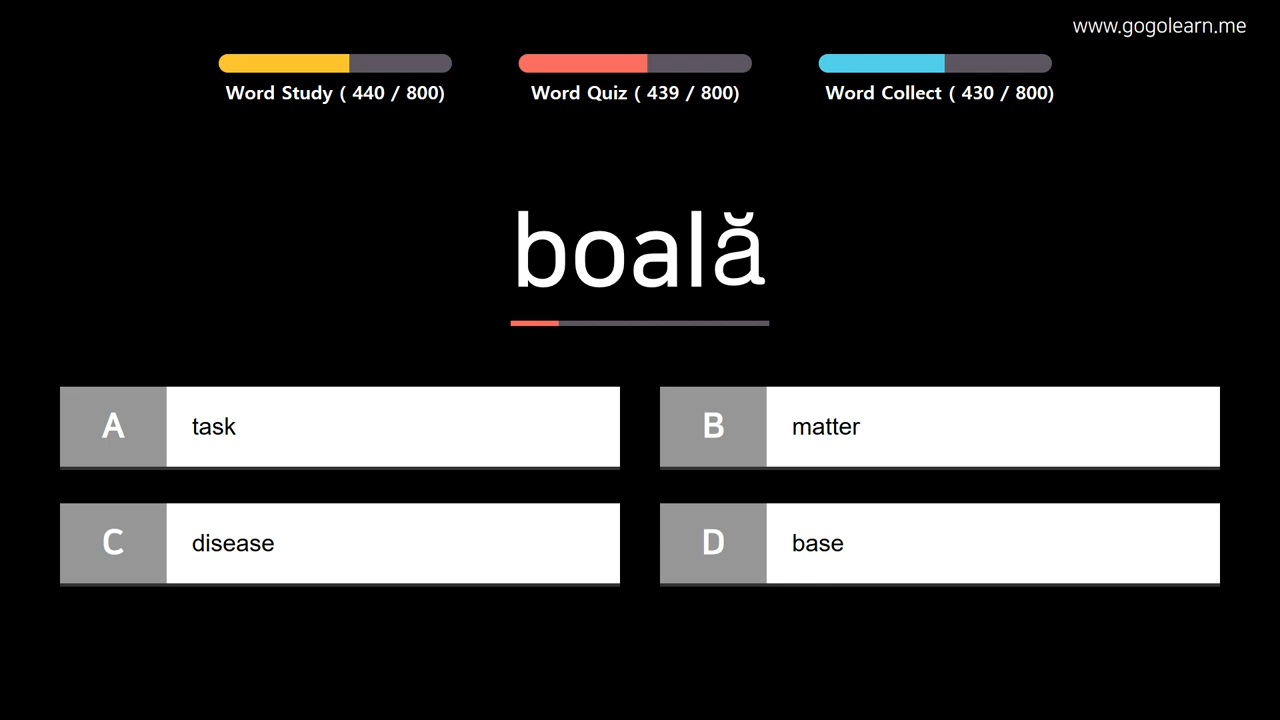 www.gogolearn.me
Word Study ( 440 / 800)
Word Quiz ( 439 / 800)
Word Collect ( 430 / 800)
boală
A task
B matter
C disease
D base